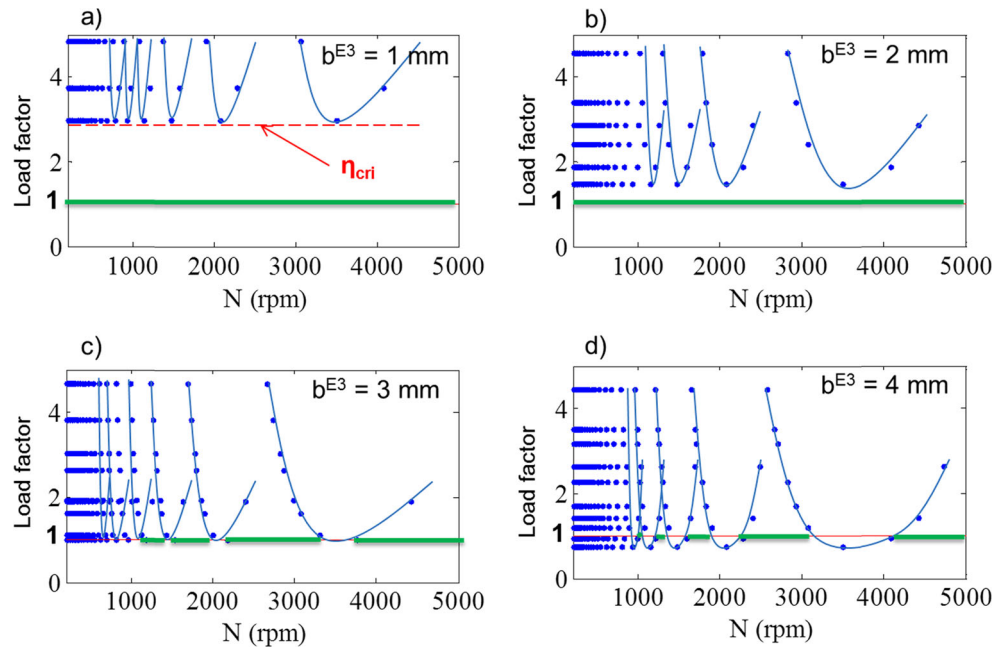 a)
b^E3 = 1 mm
Load factor
4
2
1
0
η_cri
1000 2000 3000 4000 5000
N (rpm)
b)
b^E3 = 2 mm
Load factor
4
2
1
0
1000 2000 3000 4000 5000
N (rpm)
c)
b^E3 = 3 mm
Load factor
4
2
1
0
1000 2000 3000 4000 5000
N (rpm)
d)
b^E3 = 4 mm
Load factor
4
2
1
0
1000 2000 3000 4000 5000
N (rpm)